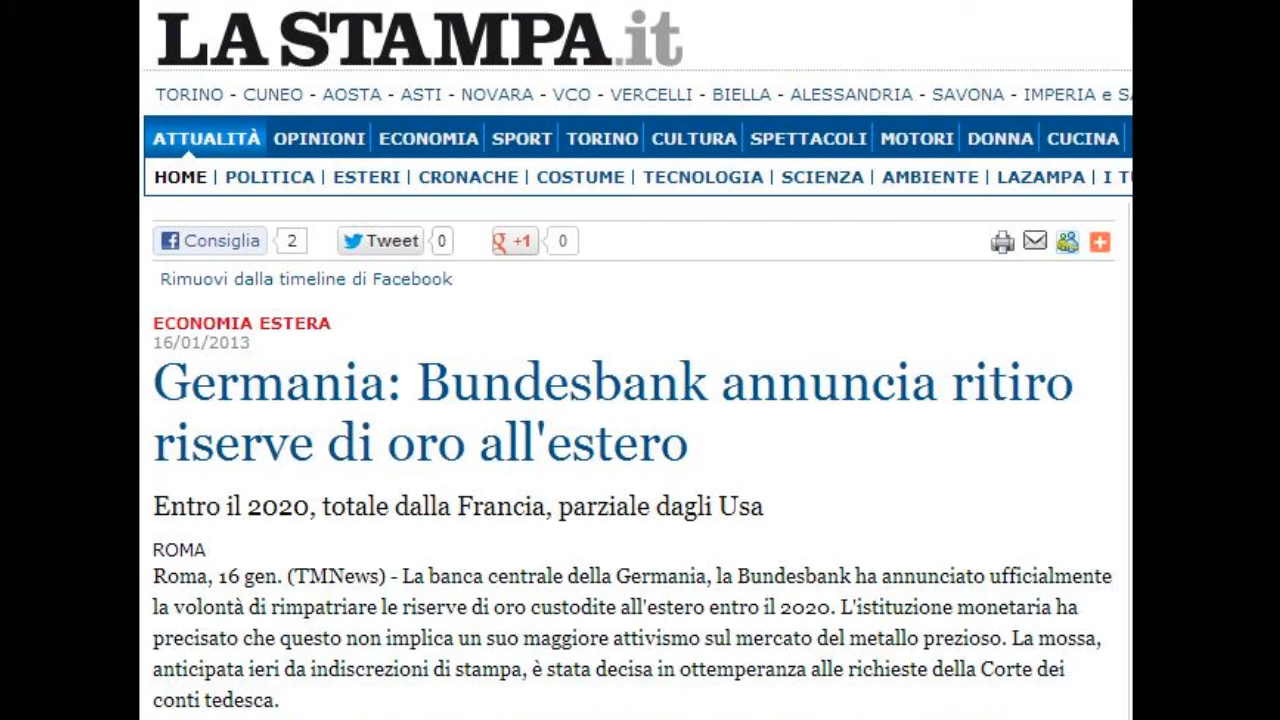 LA STAMPA.it
TORINO - CUNEO - AOSTA - ASTI - NOVARA - VCO - VERCELLI - BIELLA - ALESSANDRIA - SAVONA - IMPERIA e
ATTUALITÀ OPINIONI ECONOMIA SPORT TORINO CULTURA SPETTACOLI MOTORI DONNA CUCINA
HOME | POLITICA | ESTERI | CRONACHE | COSTUME | TECNOLOGIA | SCIENZA | AMBIENTE | LAZAMPA | I
Consiglia 2 Tweet 0 +1 0
Rimuovi dalla timeline di Facebook
ECONOMIA ESTERA
16/01/2013
Germania: Bundesbank annuncia ritiro
riserve di oro all'estero
Entro il 2020, totale dalla Francia, parziale dagli Usa
ROMA
Roma, 16 gen. (TMNews) - La banca centrale della Germania, la Bundesbank ha annunciato ufficialmente
la volontà di rimpatriare le riserve di oro custodite all'estero entro il 2020. L'istituzione monetaria ha
precisato che questo non implica un suo maggiore attivismo sul mercato del metallo prezioso. La mossa,
anticipata ieri da indiscrezioni di stampa, è stata decisa in ottemperanza alle richieste della Corte dei
conti tedesca.